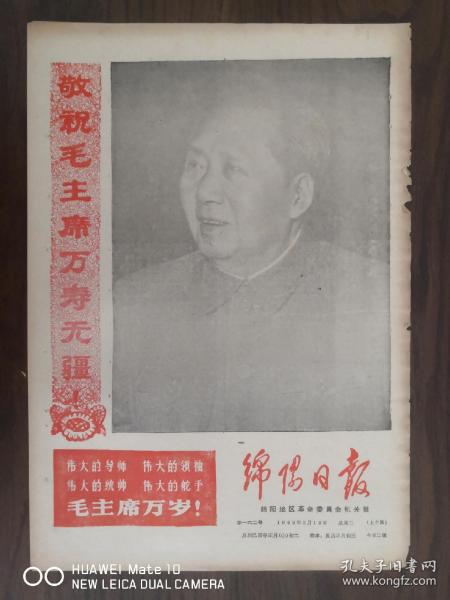 敬祝毛主席万寿无疆！
伟大的导师 伟大的领袖
伟大的统帅 伟大的舵手
毛主席万岁！
绵阳日报
绵阳地区革命委员会机关报
HUAWEI Mate 10
NEW LEICA DUAL CAMERA
孔夫子旧书网